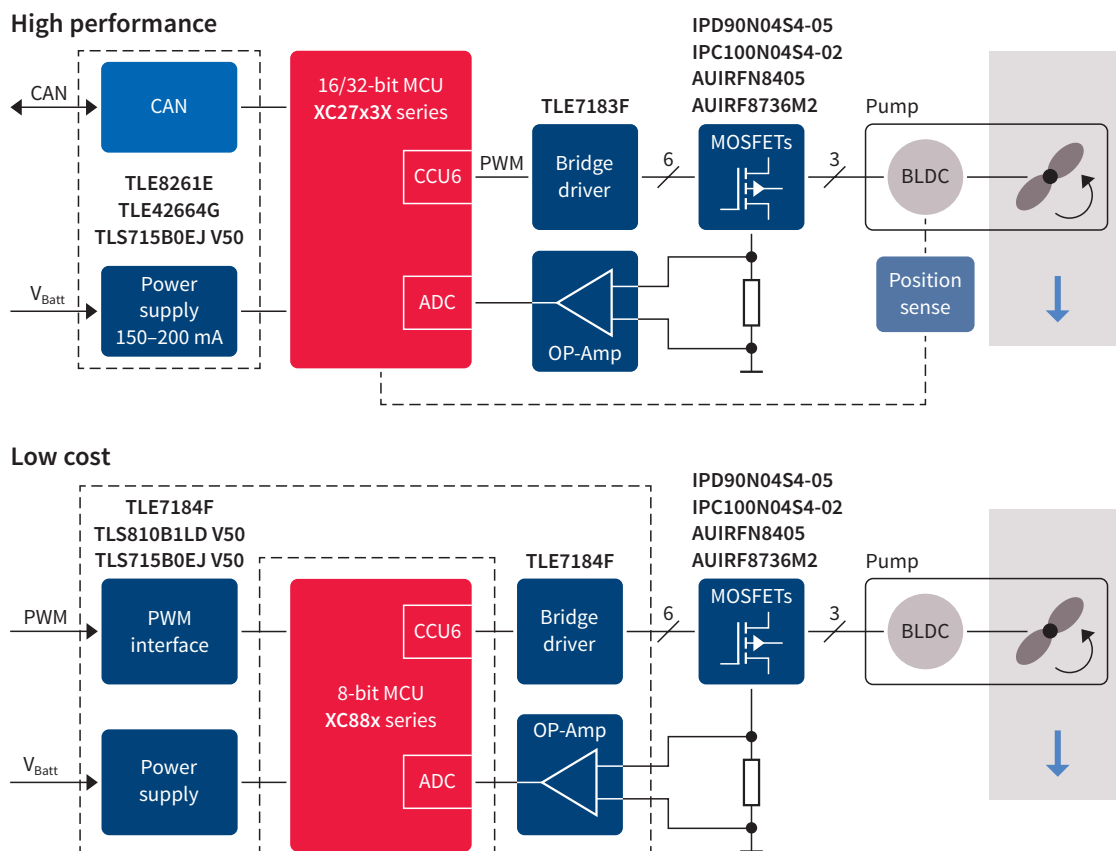 High performance
CAN
CAN
TLE8261E
TLE42664G
TLS715B0EJ V50
V_Batt
Power
supply
150–200 mA
16/32-bit MCU
XC27x3X series
CCU6
ADC
PWM
TLE7183F
Bridge
driver
OP-Amp
6
IPD90N04S4-05
IPC100N04S4-02
AUIRFN8405
AUIRF8736M2
MOSFETs
3
Pump
BLDC
Position
sense
Low cost
TLE7184F
TLS810B1LD V50
TLS715B0EJ V50
PWM
PWM
interface
V_Batt
Power
supply
8-bit MCU
XC88x series
CCU6
ADC
TLE7184F
Bridge
driver
OP-Amp
6
IPD90N04S4-05
IPC100N04S4-02
AUIRFN8405
AUIRF8736M2
MOSFETs
3
Pump
BLDC